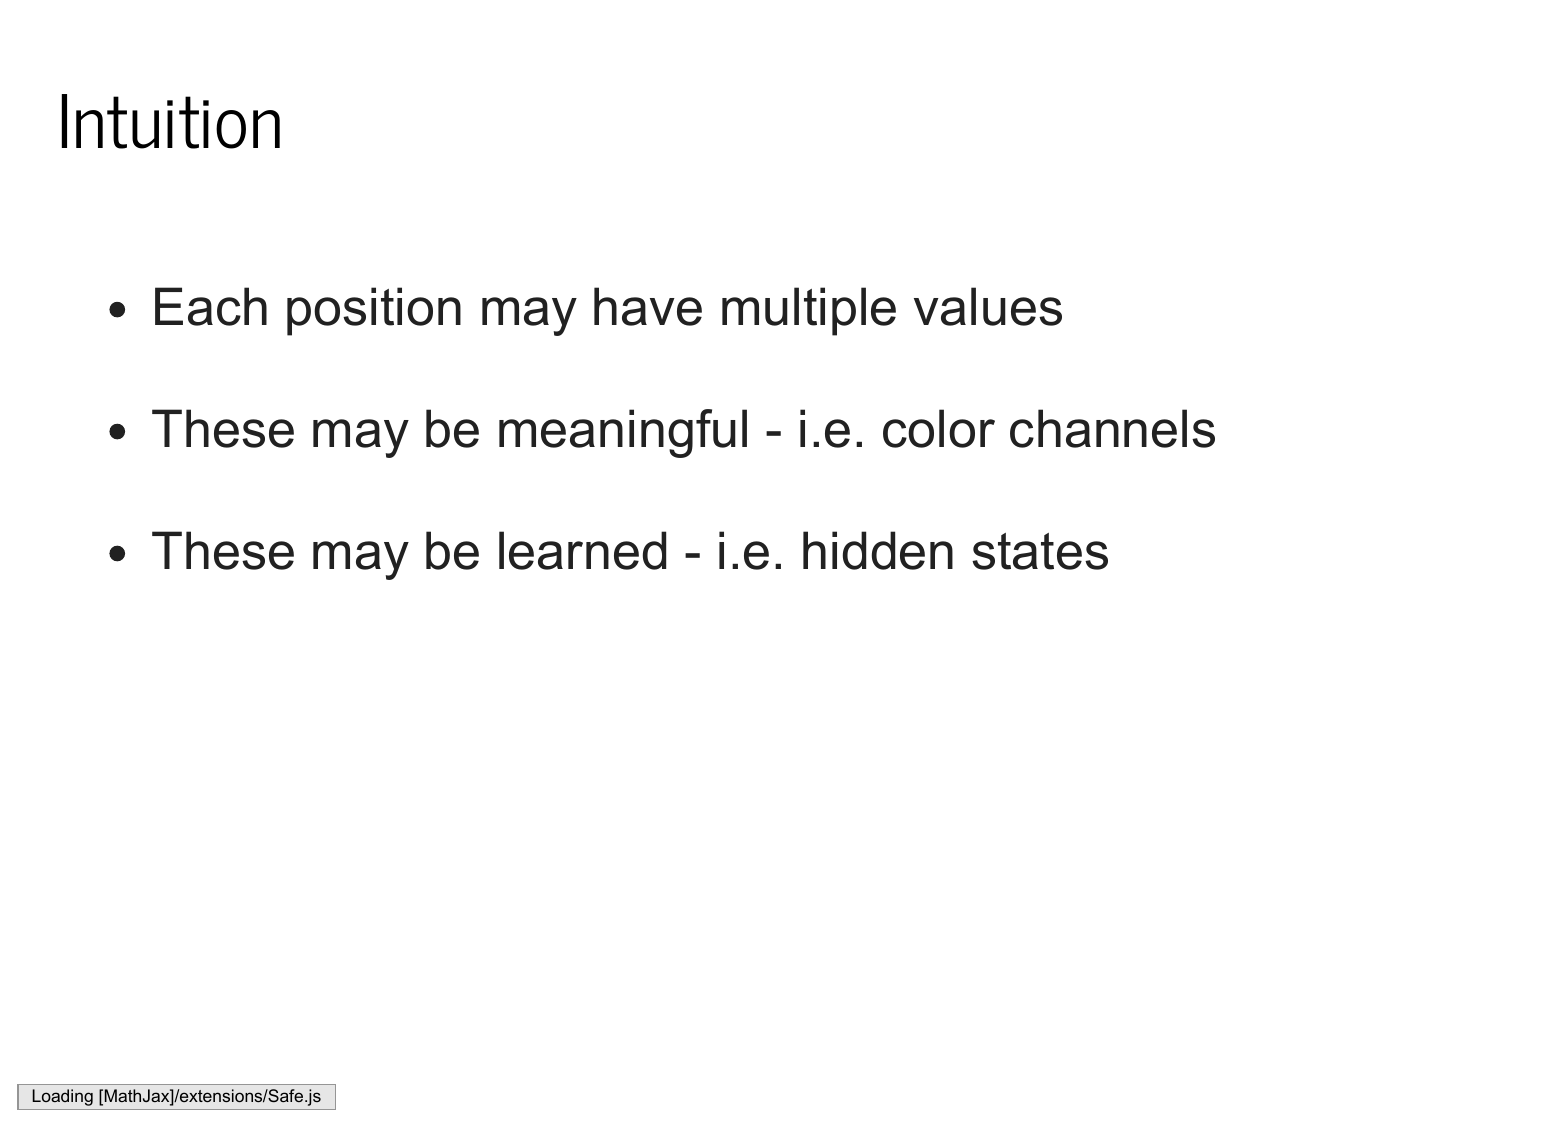 Intuition
• Each position may have multiple values
• These may be meaningful - i.e. color channels
• These may be learned - i.e. hidden states
Loading [MathJax]/extensions/Safe.js